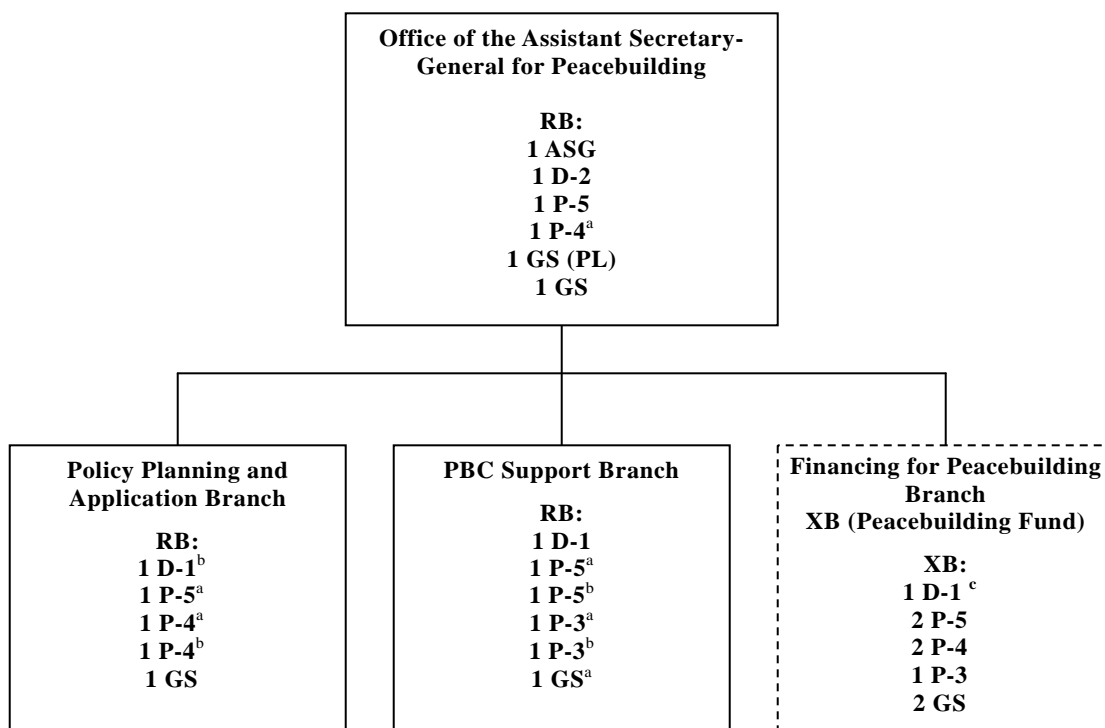 Office of the Assistant Secretary-
General for Peacebuilding
RB:
1 ASG
1 D-2
1 P-5
1 P-4ᵃ
1 GS (PL)
1 GS
Policy Planning and
Application Branch
RB:
1 D-1ᵇ
1 P-5ᵃ
1 P-4ᵃ
1 P-4ᵇ
1 GS
PBC Support Branch
RB:
1 D-1
1 P-5ᵃ
1 P-5ᵇ
1 P-3ᵃ
1 P-3ᵇ
1 GSᵃ
Financing for Peacebuilding
Branch
XB (Peacebuilding Fund)
XB:
1 D-1 ᶜ
2 P-5
2 P-4
1 P-3
2 GS